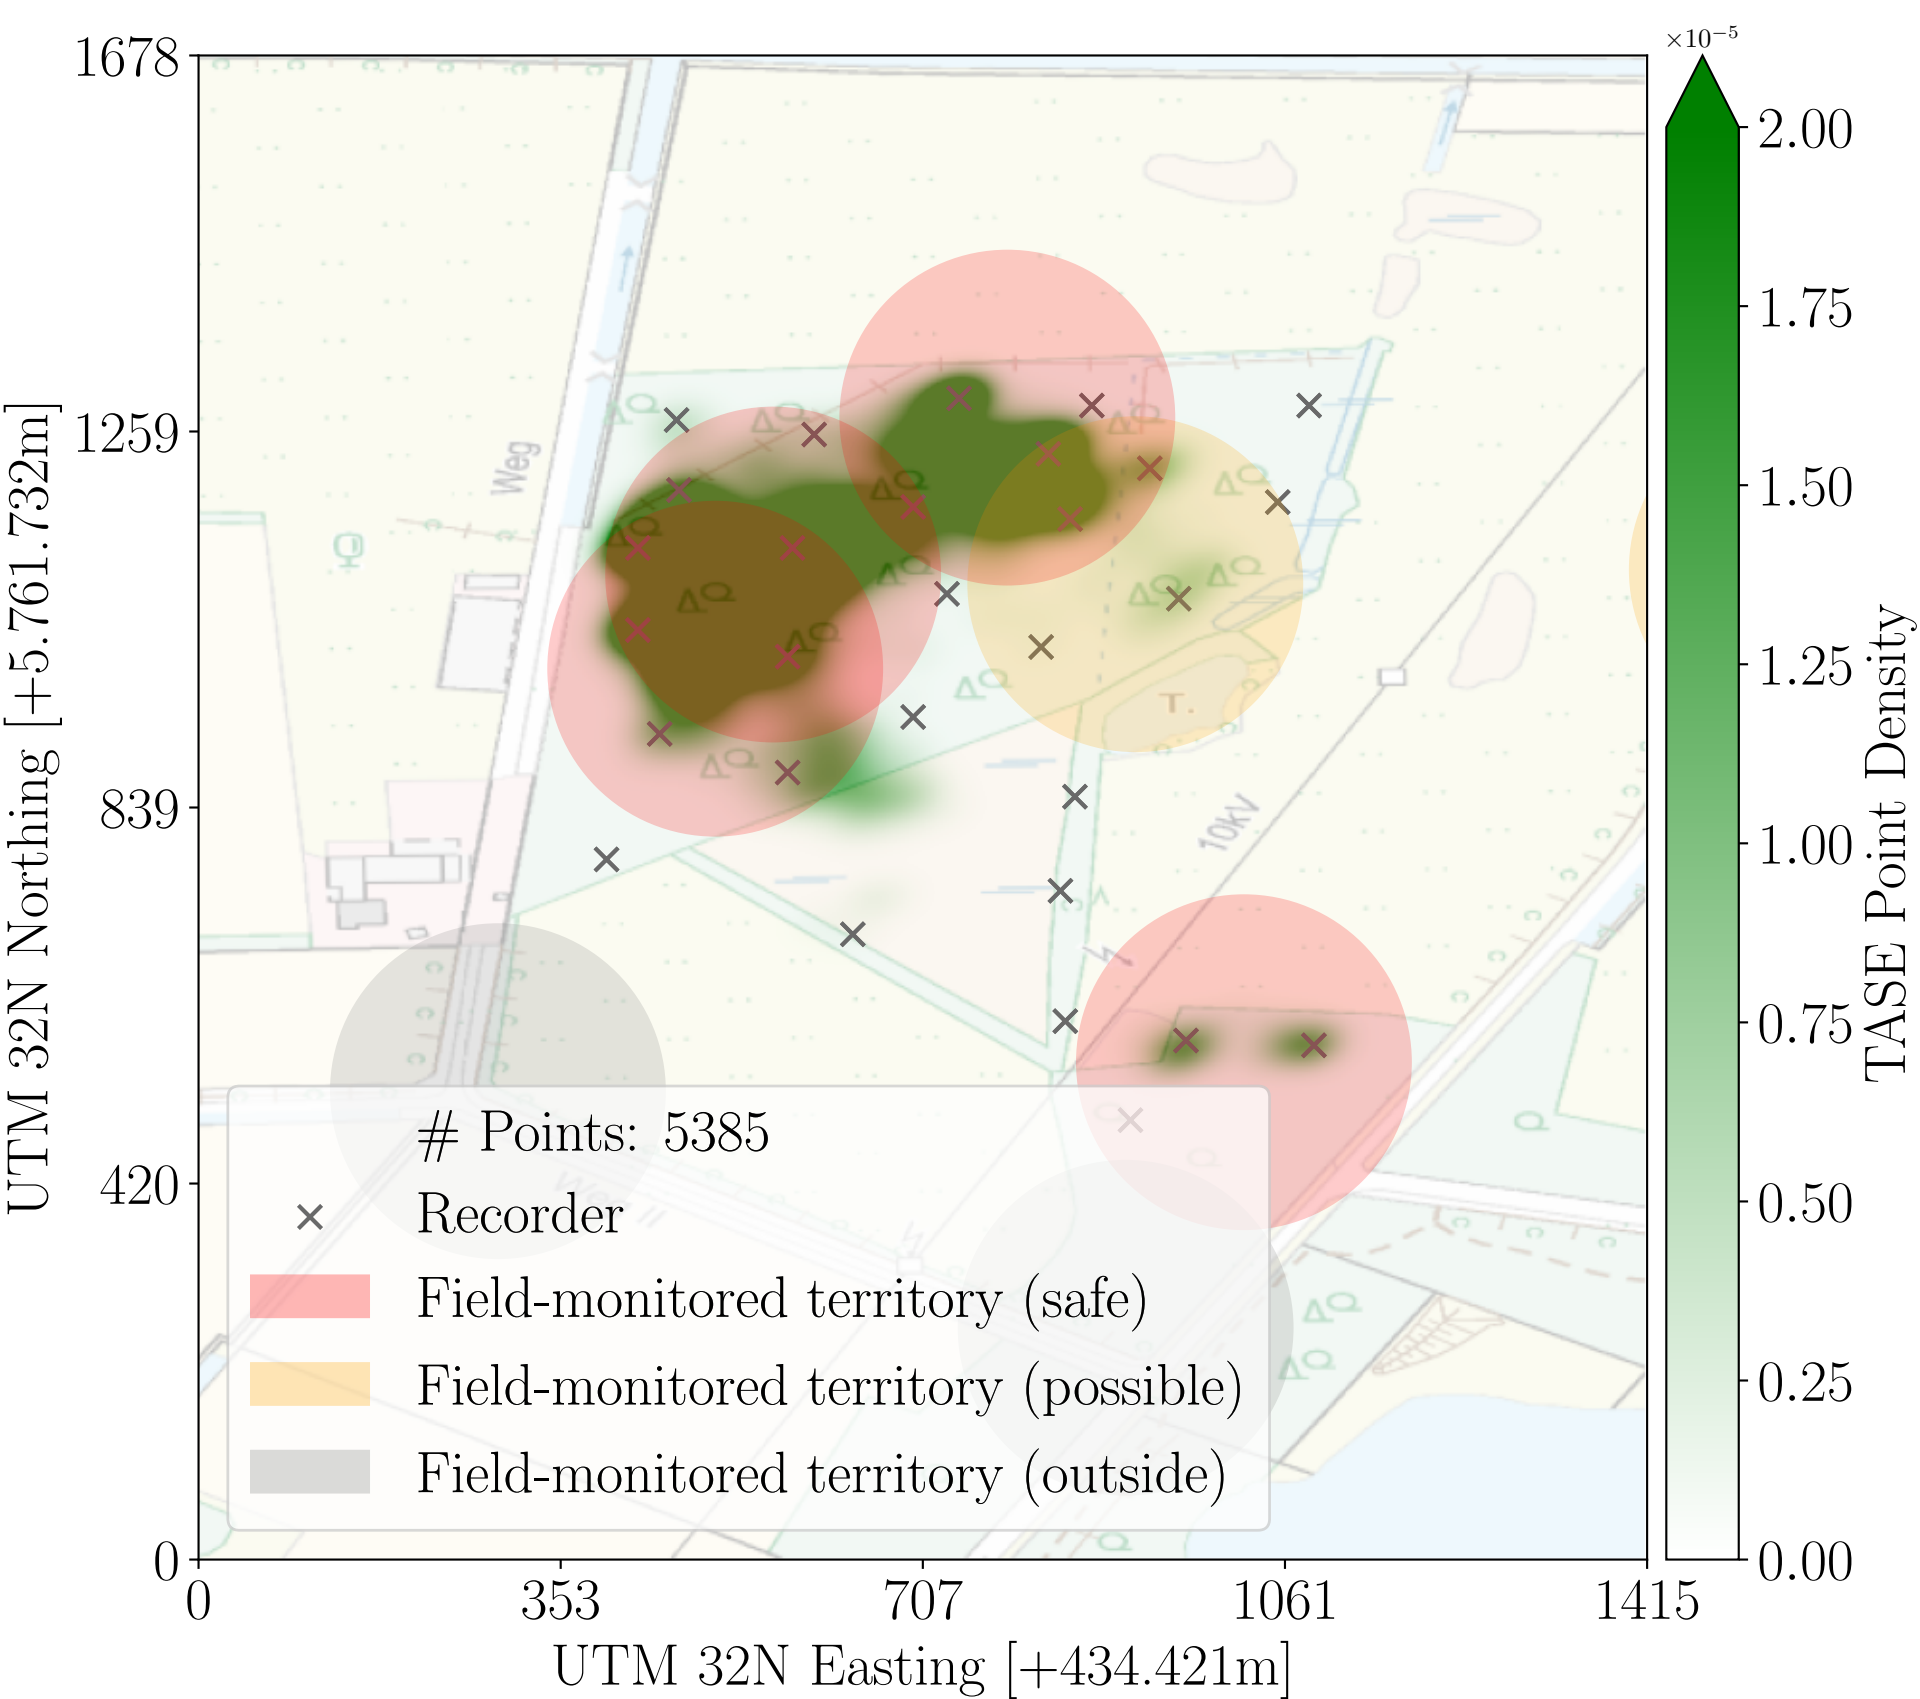 ×10⁻⁵
1678
1259
839
420
0
UTM 32N Northing [+5.761.732m]
Weg
10kV
T.
# Points: 5385
Recorder
Field-monitored territory (safe)
Field-monitored territory (possible)
Field-monitored territory (outside)
0
353
707
1061
1415
UTM 32N Easting [+434.421m]
2.00
1.75
1.50
1.25
1.00
0.75
0.50
0.25
0.00
TASE Point Density